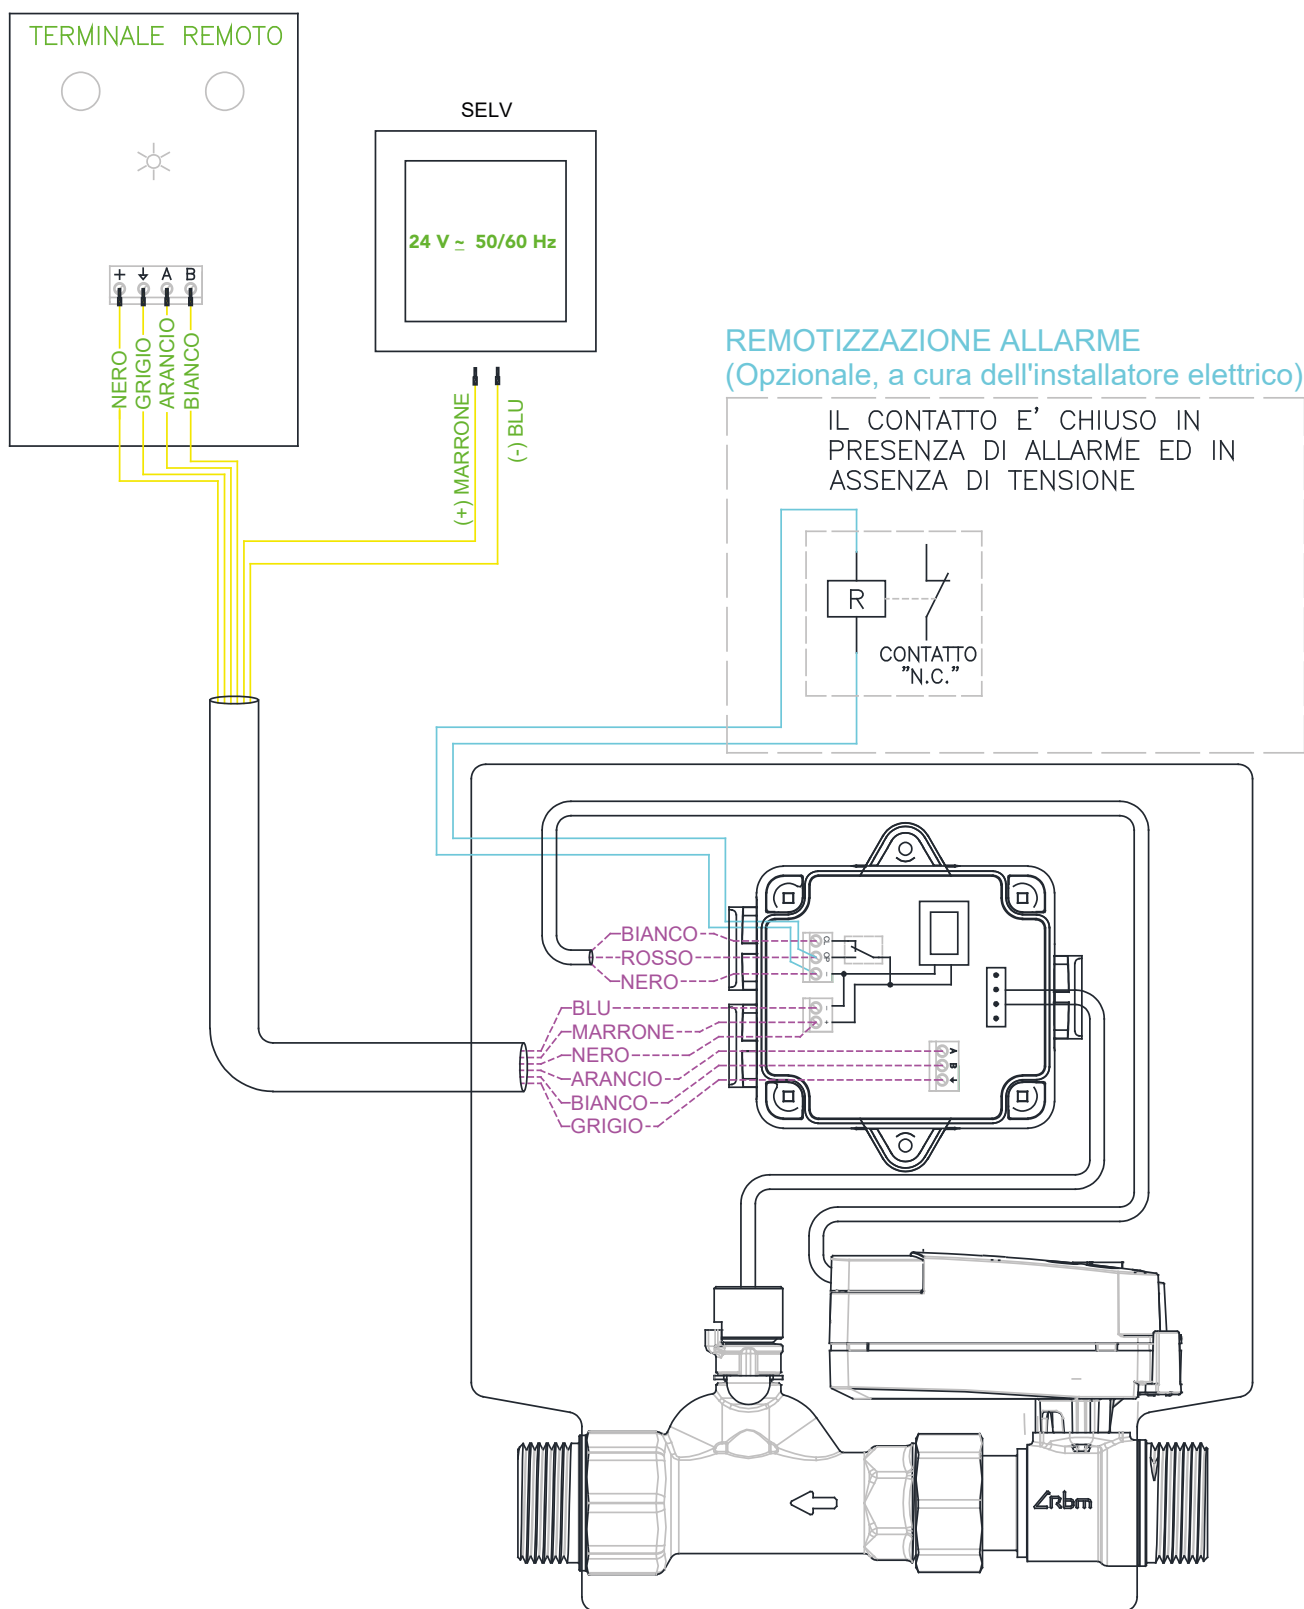 TERMINALE REMOTO
SELV
24 V ~ 50/60 Hz
+ A B
NERO
GRIGIO
ARANCIO
BIANCO
(+) MARRONE
(-) BLU
REMOTIZZAZIONE ALLARME
(Opzionale, a cura dell'installatore elettrico)
IL CONTATTO E' CHIUSO IN
PRESENZA DI ALLARME ED IN
ASSENZA DI TENSIONE
R
CONTATTO
"N.C."
BIANCO
ROSSO
NERO
BLU
MARRONE
NERO
ARANCIO
BIANCO
GRIGIO
-
-
+
A
B
rbm